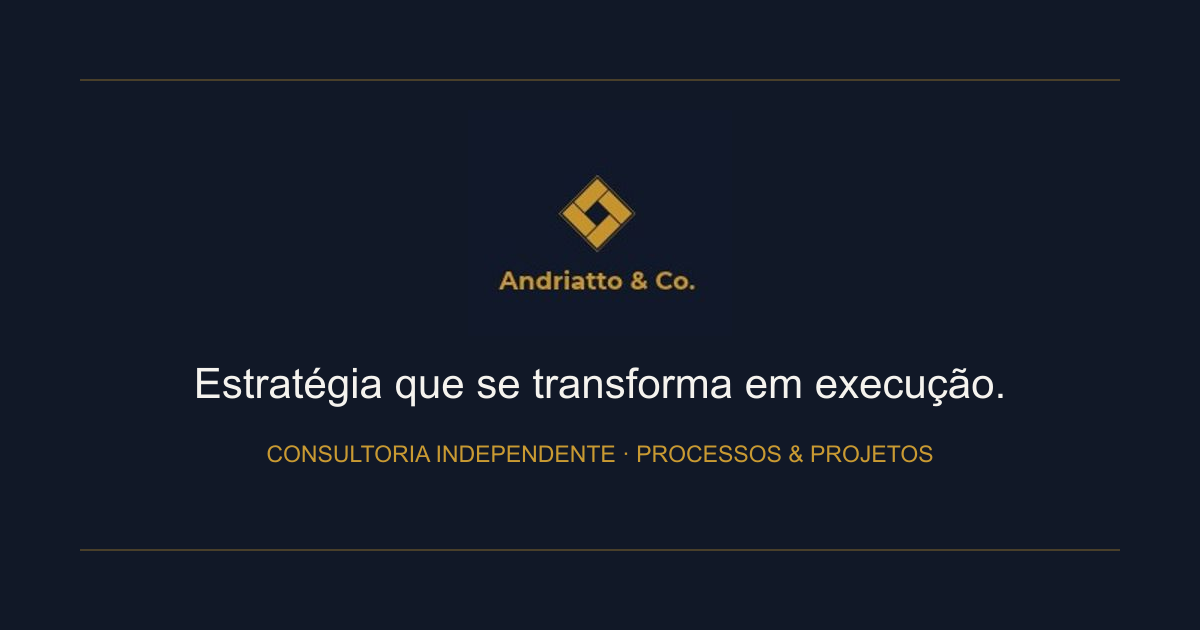 Andriatto & Co.
Estratégia que se transforma em execução.
CONSULTORIA INDEPENDENTE · PROCESSOS & PROJETOS